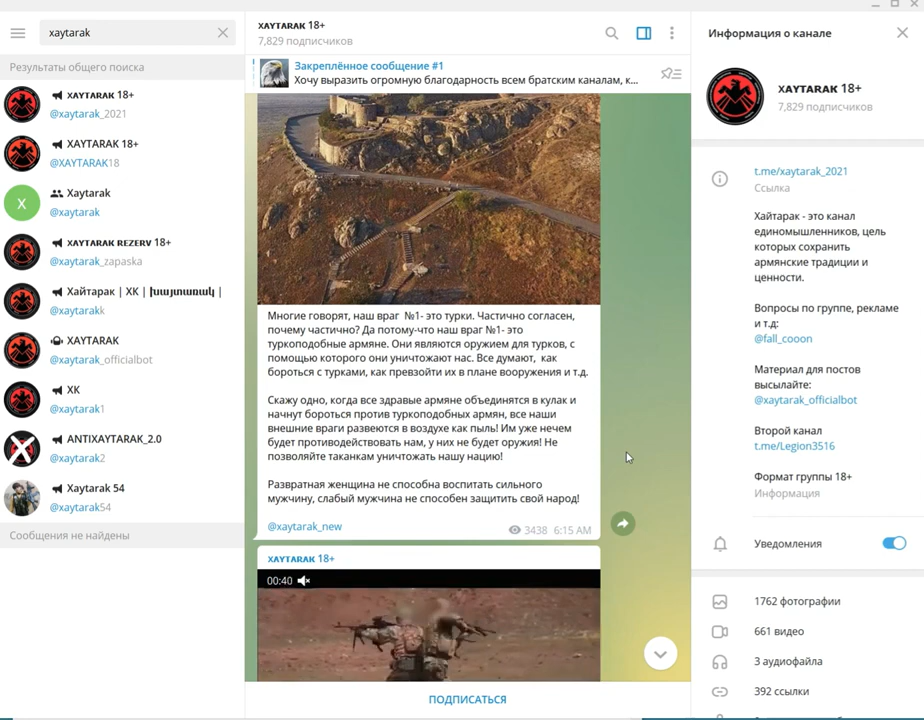 xaytarak
Результаты общего поиска
XAYTARAK 18+
@xaytarak_2021
XAYTARAK 18+
@XAYTARAK18
X
Xaytarak
@xaytarak
XAYTARAK REZERV 18+
@xaytarak_zapaska
Хайтарак | ХК | խայտառակ |
@xaytarakk
XAYTARAK
@xaytarak_officialbot
ХК
@xaytarak1
ANTIXAYTARAK_2.0
@xaytarak2
Xaytarak 54
@xaytarak54
Сообщения не найдены
XAYTARAK 18+
7,829 подписчиков
Закреплённое сообщение #1
Хочу выразить огромную благодарность всем братским каналам, к...
Многие говорят, наш враг №1- это турки. Частично согласен,
почему частично? Да потому-что наш враг №1- это
туркоподобные армяне. Они являются оружием для турков, с
помощью которого они уничтожают нас. Все думают, как
бороться с турками, как превзойти их в плане вооружения и т.д.
Скажу одно, когда все здравые армяне объединятся в кулак и
начнут бороться против туркоподобных армян, все наши
внешние враги развеются в воздухе как пыль! Им уже нечем
будет противодействовать нам, у них не будет оружия! Не
позволяйте таканкам уничтожать нашу нацию!
Развратная женщина не способна воспитать сильного
мужчину, слабый мужчина не способен защитить свой народ!
@xaytarak_new
3438 6:15 AM
XAYTARAK 18+
00:40
ПОДПИСАТЬСЯ
Информация о канале
XAYTARAK 18+
7,829 подписчиков
t.me/xaytarak_2021
Ссылка
Хайтарак - это канал
единомышленников, цель
которых сохранить
армянские традиции и
ценности.
Вопросы по группе, рекламе
и т.д:
@fall_cooon
Материал для постов
высылайте:
@xaytarak_officialbot
Второй канал
t.me/Legion3516
Формат группы 18+
Информация
Уведомления
1762 фотографии
661 видео
3 аудиофайла
392 ссылки